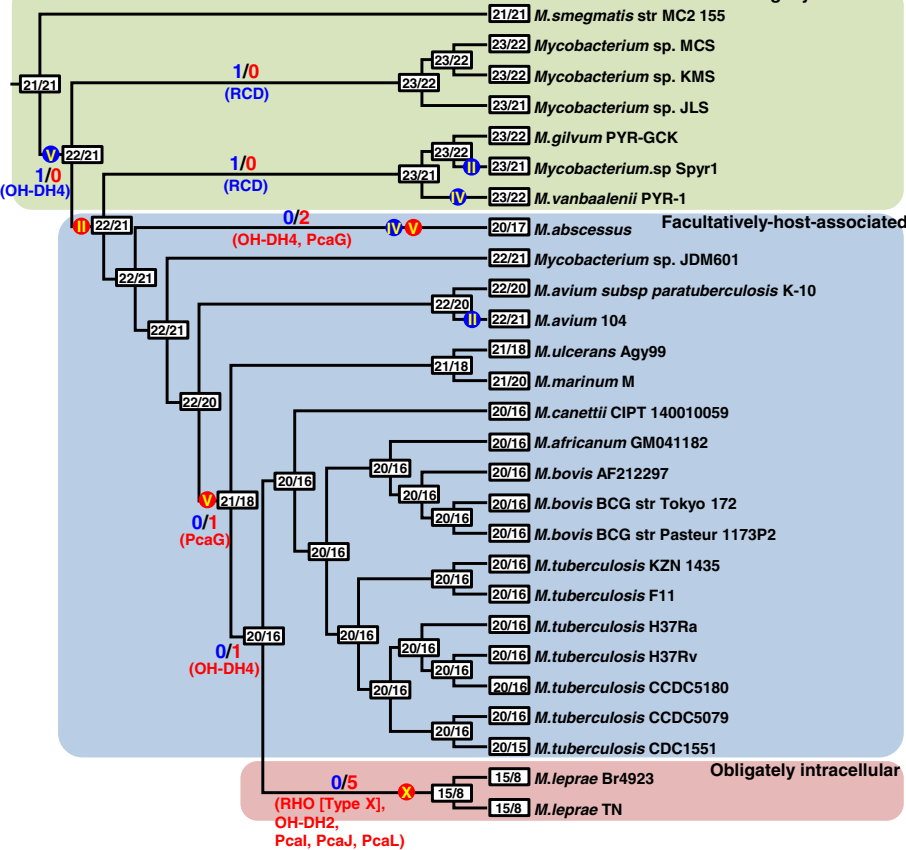 21/21 M.smegmatis str MC2 155
23/22 Mycobacterium sp. MCS
23/22
1/0
21/21
23/22 Mycobacterium sp. KMS
23/22
(RCD)
23/21 Mycobacterium sp. JLS
23/22 M.gilvum PYR-GCK
V 22/21
23/22
1/0
II 23/21 Mycobacterium.sp Spyr1
1/0
23/21
(OH-DH4)
(RCD)
IV 23/22 M.vanbaalenii PYR-1
0/2
Facultatively-host-associated
II 22/21
IV V 20/17 M.abscessus
(OH-DH4, PcaG)
22/21 Mycobacterium sp. JDM601
22/21
22/20 M.avium subsp paratuberculosis K-10
22/20
22/21
II 22/21 M.avium 104
21/18 M.ulcerans Agy99
21/18
21/20 M.marinum M
22/20
20/16 M.canettii CIPT 140010059
20/16 M.africanum GM041182
20/16
20/16 M.bovis AF212297
20/16
20/16
V 21/18
20/16 M.bovis BCG str Tokyo 172
20/16
0/1
20/16 M.bovis BCG str Pasteur 1173P2
(PcaG)
20/16
20/16 M.tuberculosis KZN 1435
20/16
20/16 M.tuberculosis F11
20/16 M.tuberculosis H37Ra
20/16
20/16
20/16
0/1
20/16 M.tuberculosis H37Rv
(OH-DH4)
20/16
20/16 M.tuberculosis CCDC5180
20/16
20/16 M.tuberculosis CCDC5079
20/16
20/15 M.tuberculosis CDC1551
Obligately intracellular
0/5
15/8 M.leprae Br4923
X 15/8
(RHO [Type X],
15/8 M.leprae TN
OH-DH2,
PcaI, PcaJ, PcaL)